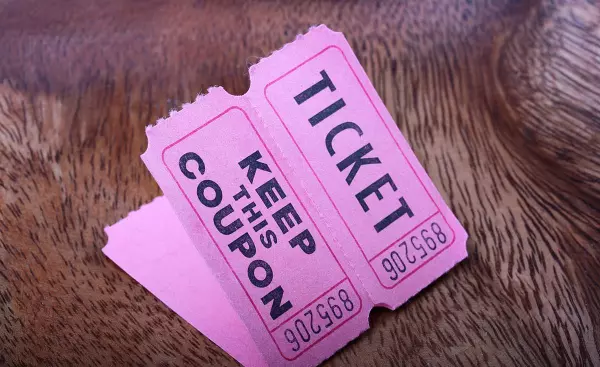 KEEP
THIS
COUPON
895206
TICKET
895206